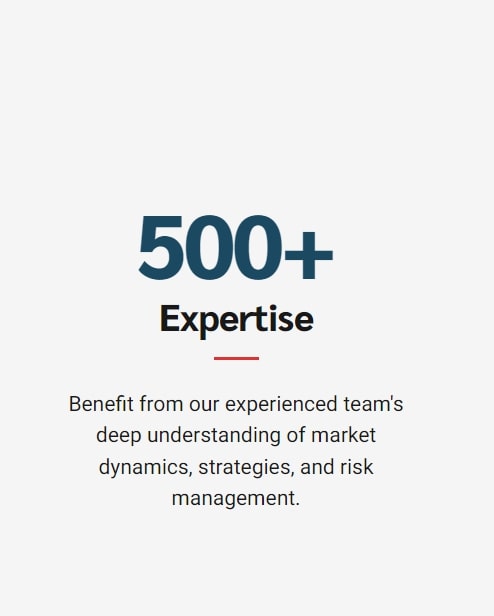 500+
Expertise
Benefit from our experienced team's
deep understanding of market
dynamics, strategies, and risk
management.